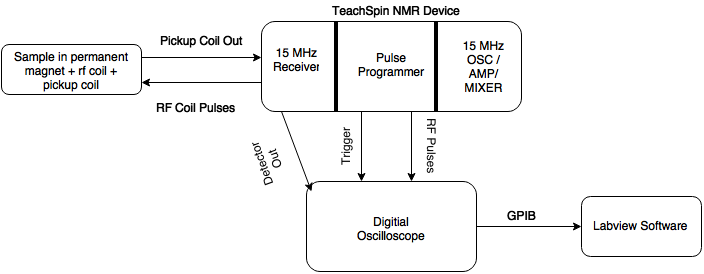 TeachSpin NMR Device
Sample in permanent
magnet + rf coil +
pickup coil
Pickup Coil Out
RF Coil Pulses
15 MHz
Receiver
Pulse
Programmer
15 MHz
OSC /
AMP/
MIXER
Detector
Out
Trigger
RF Pulses
Digitial
Oscilloscope
GPIB
Labview Software